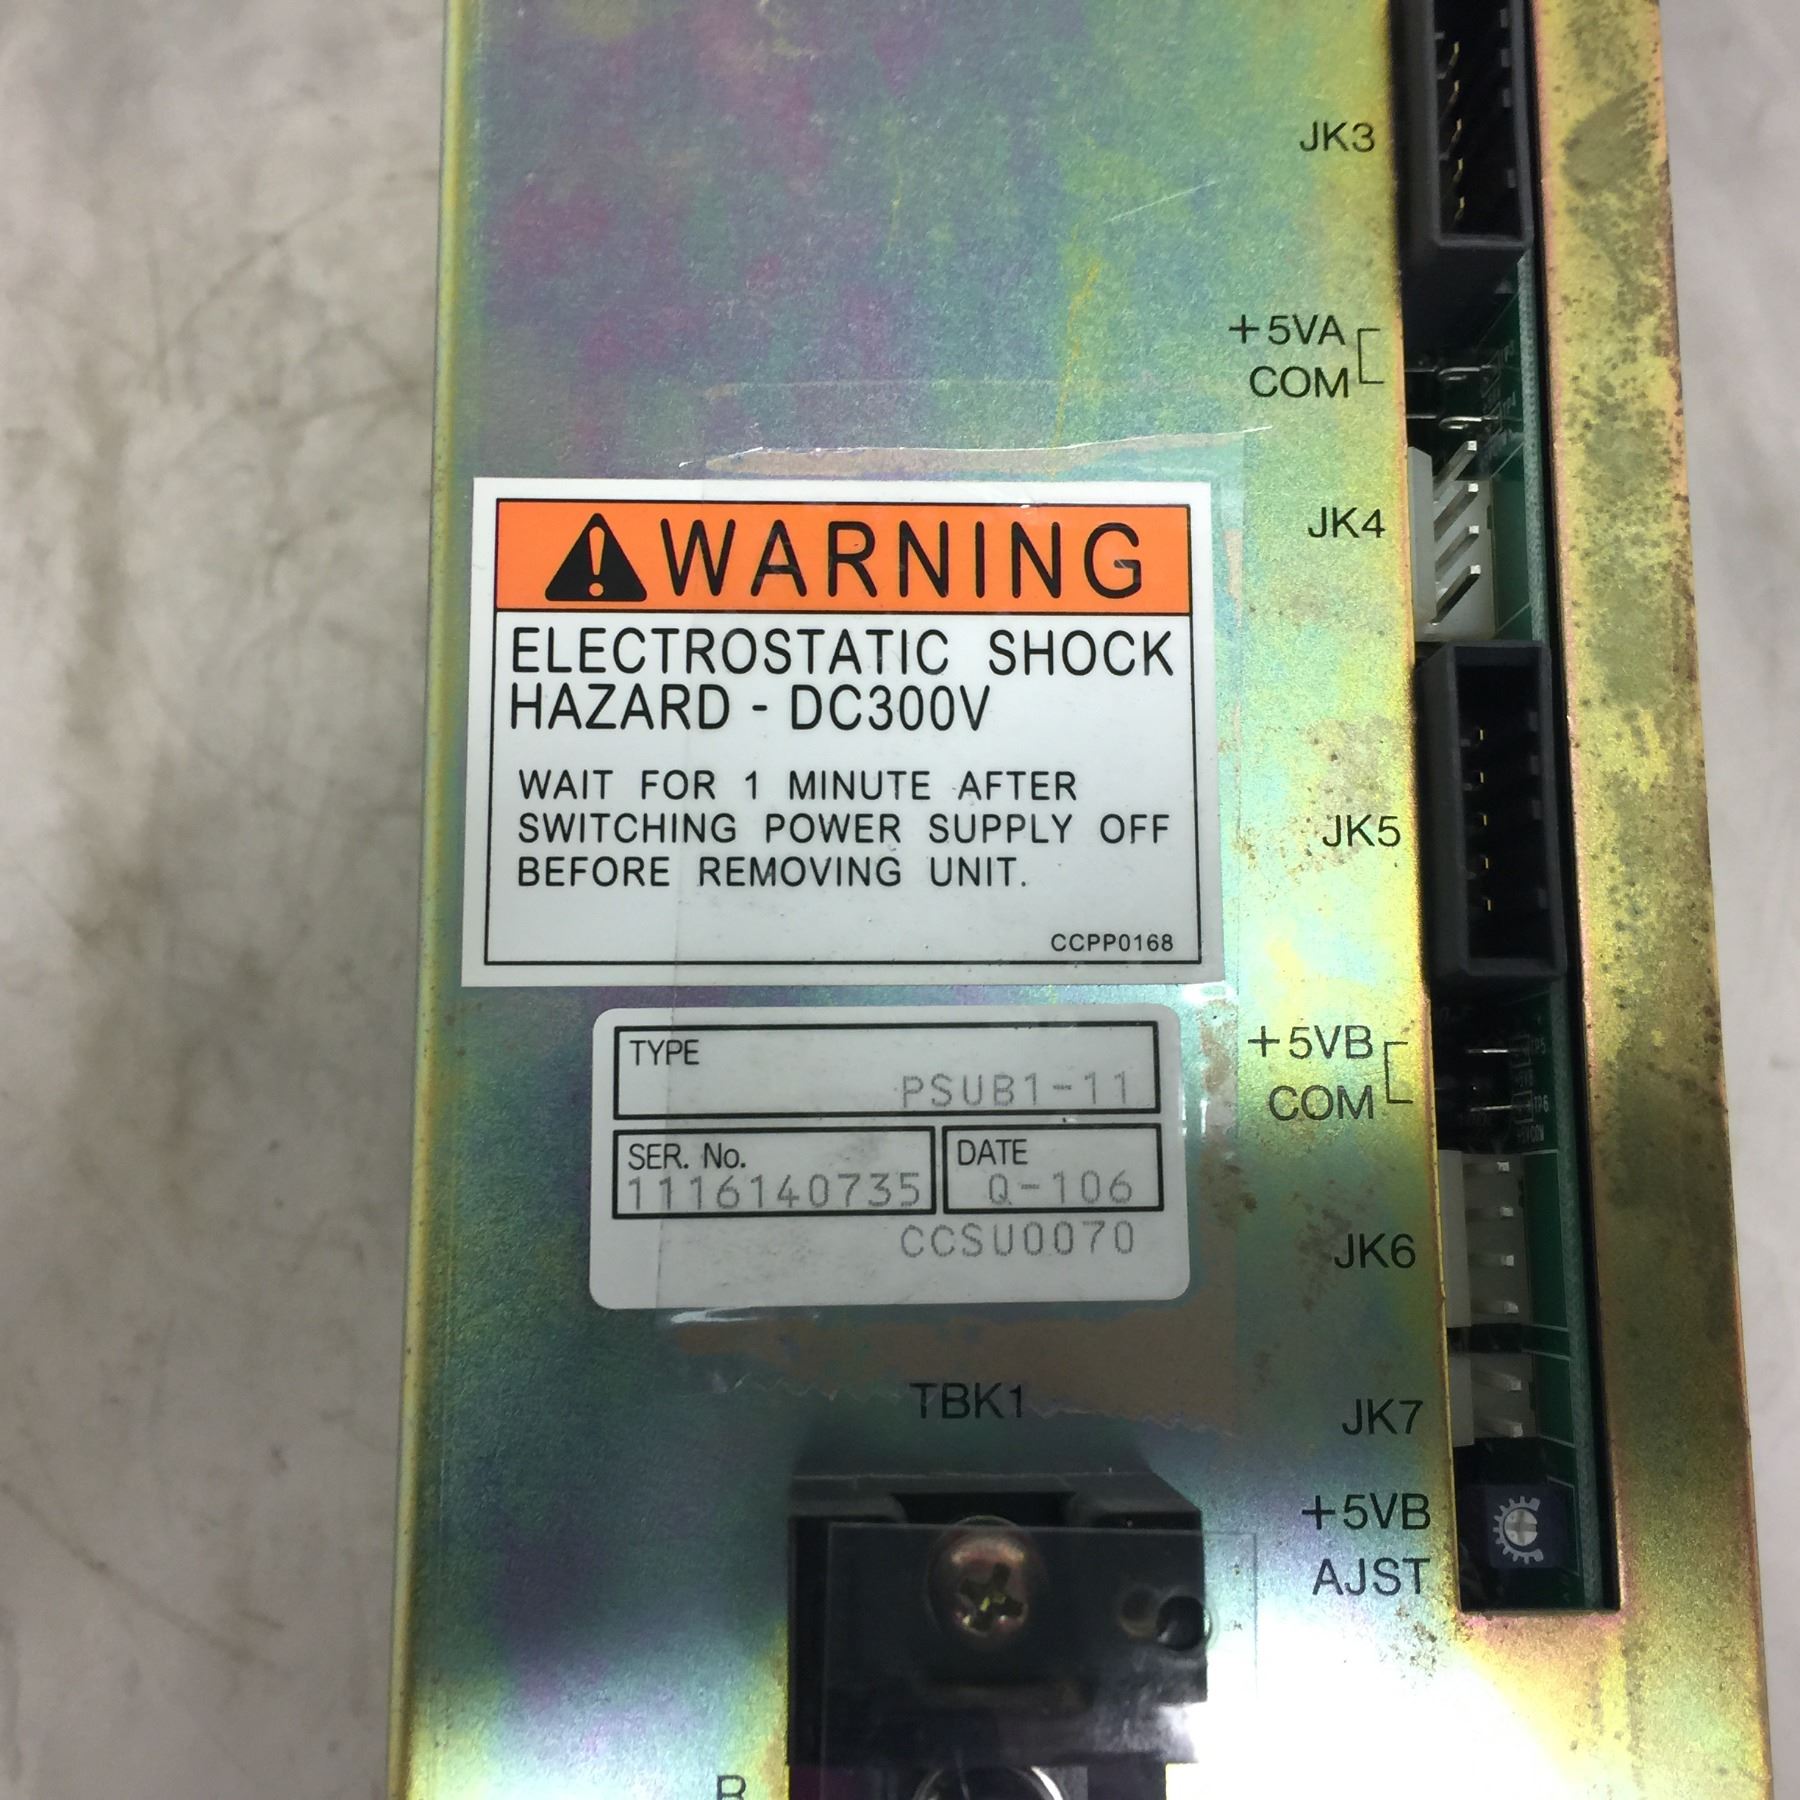 JK3
+5VA
COM
JK4
WARNING
ELECTROSTATIC SHOCK
HAZARD - DC300V
WAIT FOR 1 MINUTE AFTER
SWITCHING POWER SUPPLY OFF
BEFORE REMOVING UNIT.
CCPP0168
JK5
+5VB
COM
TYPE
PSUB1-11
SER. No.
1116140735
DATE
Q-106
CCSU0070
JK6
TBK1
JK7
+5VB
AJST